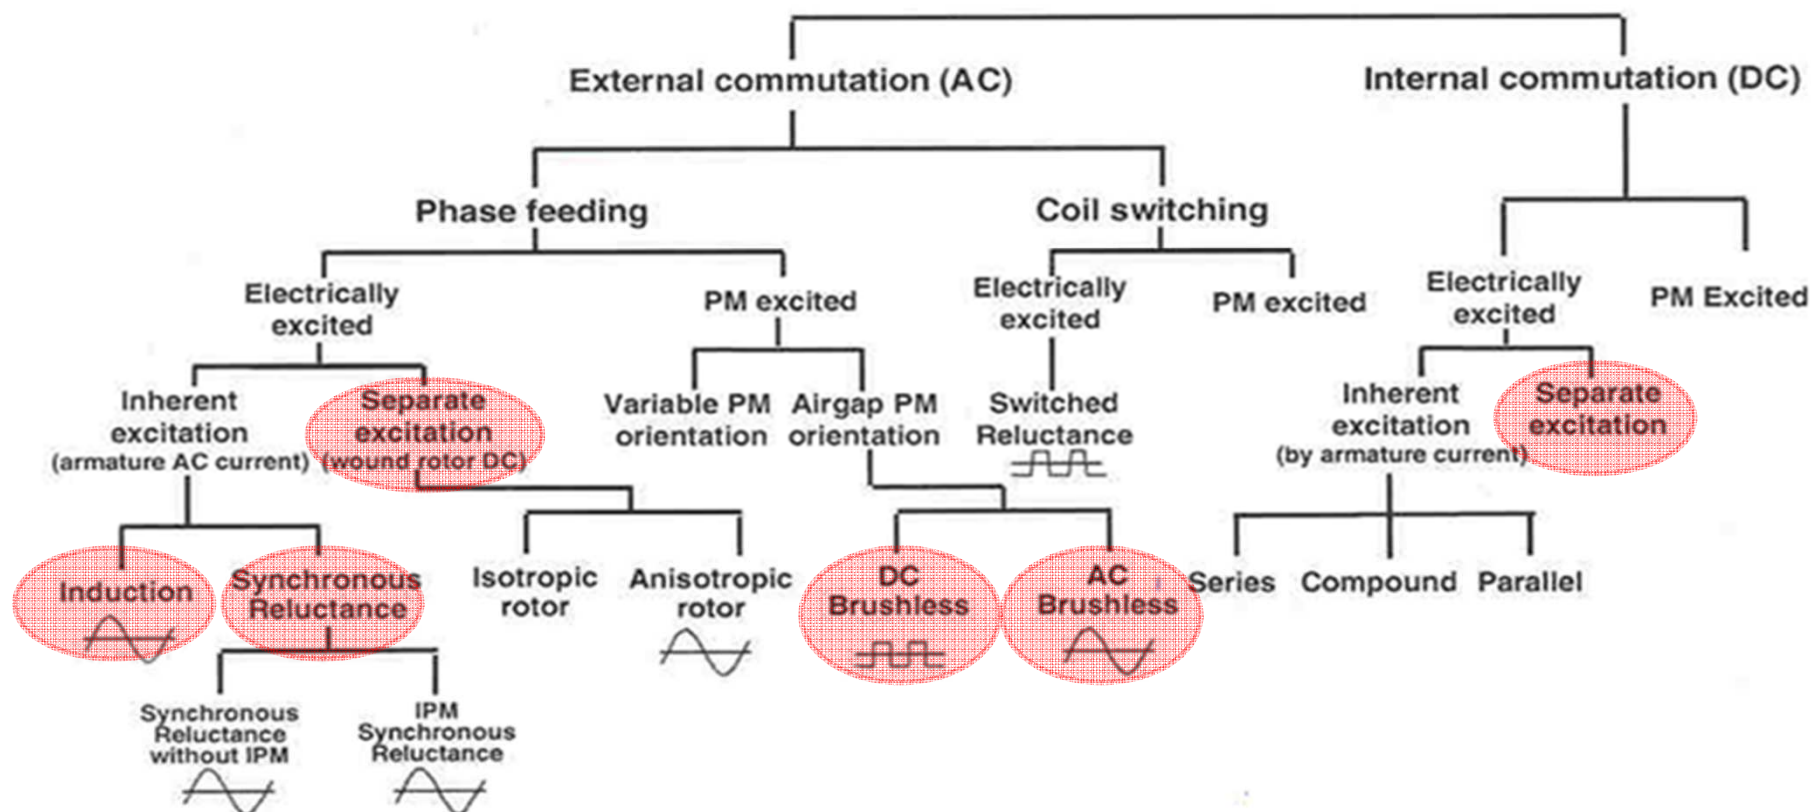 External commutation (AC)
Internal commutation (DC)
Phase feeding
Coil switching
Electrically
excited
PM excited
Electrically
excited
PM excited
Electrically
excited
PM Excited
Inherent
excitation
(armature AC current)
Separate
excitation
(wound rotor DC)
Variable PM
orientation
Airgap PM
orientation
Switched
Reluctance
Inherent
excitation
(by armature current)
Separate
excitation
Induction
Synchronous
Reluctance
Isotropic
rotor
Anisotropic
rotor
DC
Brushless
AC
Brushless
Series
Compound
Parallel
Synchronous
Reluctance
without IPM
IPM
Synchronous
Reluctance